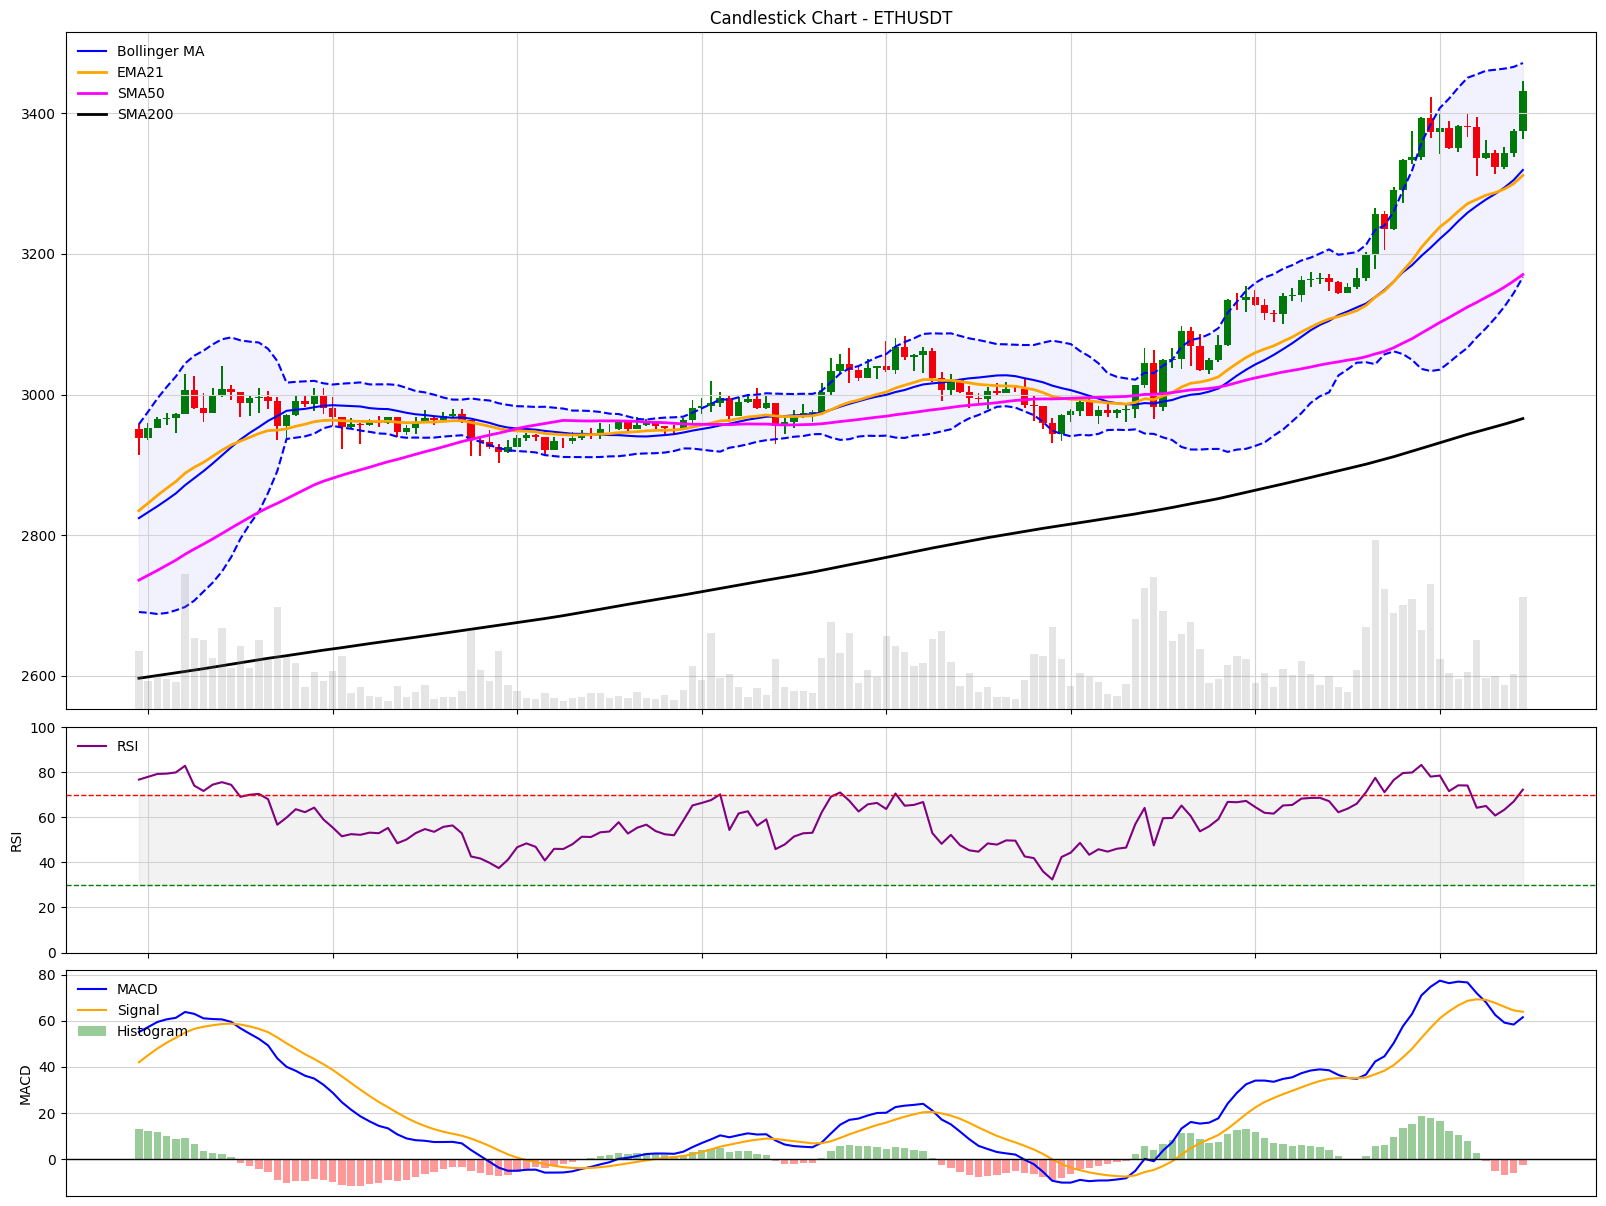 Candlestick Chart - ETHUSDT
Bollinger MA
EMA21
SMA50
SMA200
3400
3200
3000
2800
2600
RSI
100
80
60
40
20
0
RSI
MACD
Signal
Histogram
80
60
40
20
0
MACD